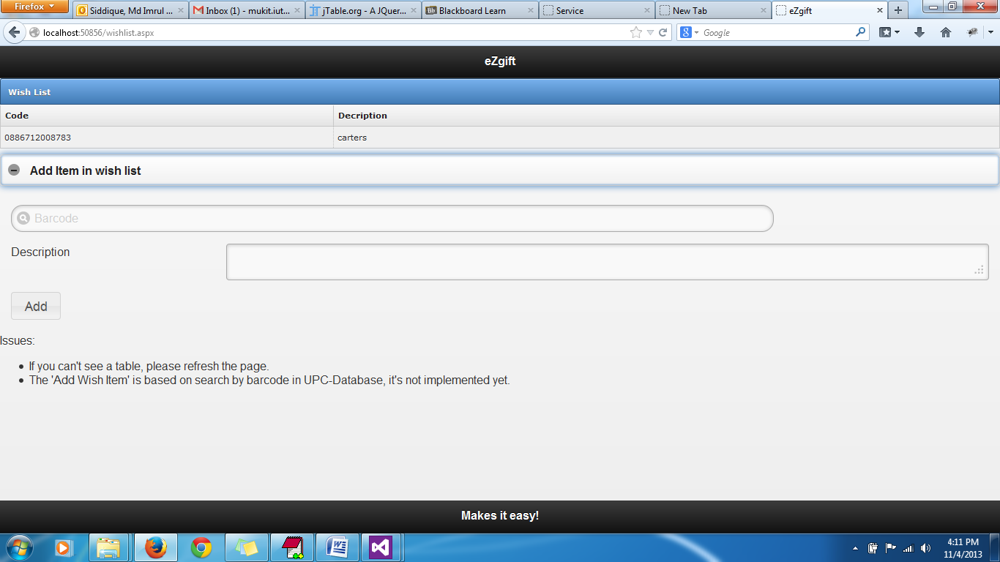 Firefox
Siddique, Md Imrul ...
Inbox (1) - mukit.iut...
jTable.org - A JQuer...
Bb Blackboard Learn
Service
New Tab
eZgift
localhost:50856/wishlist.aspx
Google
eZgift
Wish List
Code Decription
0886712008783 carters
Add Item in wish list
Barcode
Description
Add
Issues:
If you can't see a table, please refresh the page.
The 'Add Wish Item' is based on search by barcode in UPC-Database, it's not implemented yet.
Makes it easy!
4:11 PM
11/4/2013